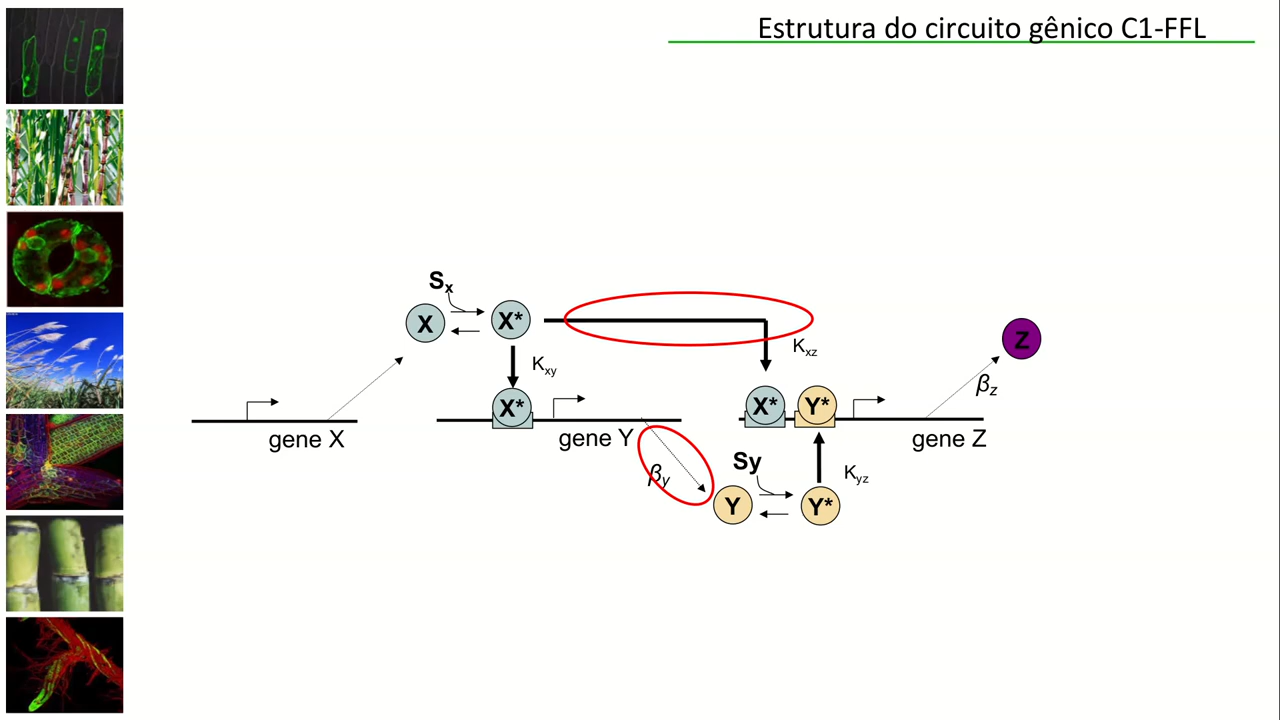 Estrutura do circuito gênico C1-FFL
Sx
X
X*
Kxy
Kxz
Z
βz
X*
X*
Y*
gene X
gene Y
gene Z
βy
Sy
Kyz
Y
Y*